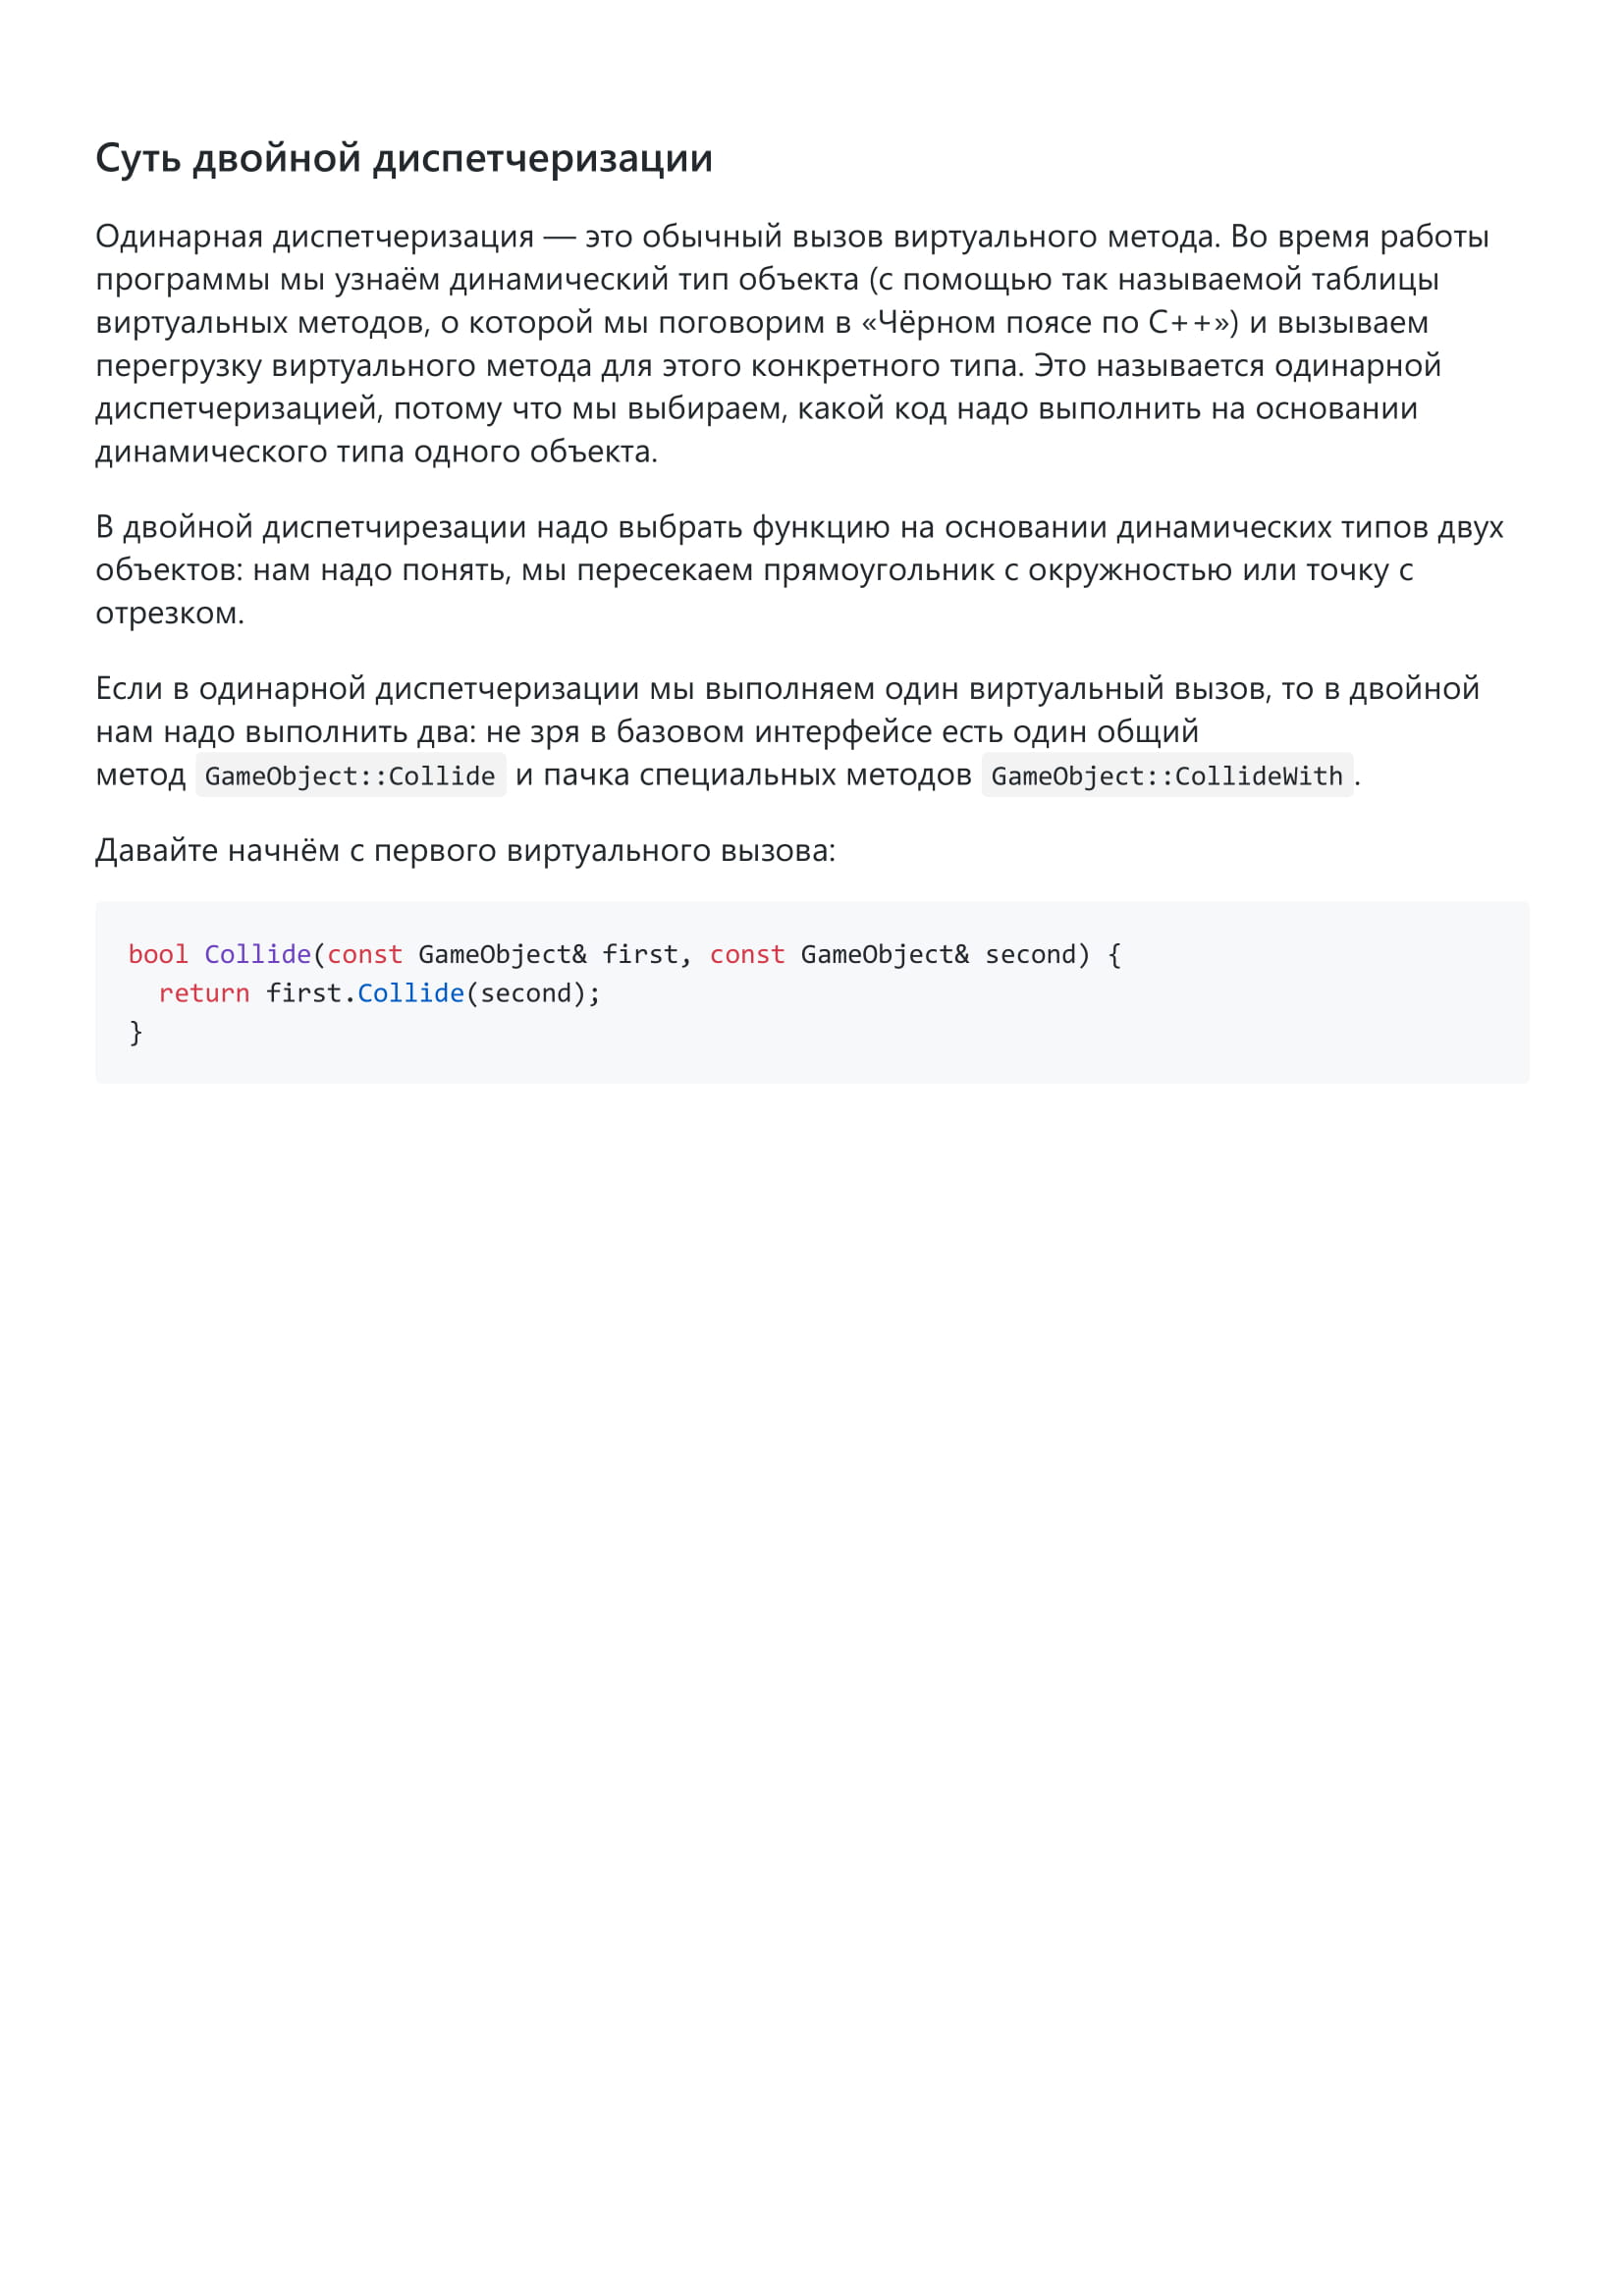 Суть двойной диспетчеризации
Одинарная диспетчеризация — это обычный вызов виртуального метода. Во время работы
программы мы узнаём динамический тип объекта (с помощью так называемой таблицы
виртуальных методов, о которой мы поговорим в «Чёрном поясе по C++») и вызываем
перегрузку виртуального метода для этого конкретного типа. Это называется одинарной
диспетчеризацией, потому что мы выбираем, какой код надо выполнить на основании
динамического типа одного объекта.
В двойной диспетчирезации надо выбрать функцию на основании динамических типов двух
объектов: нам надо понять, мы пересекаем прямоугольник с окружностью или точку с
отрезком.
Если в одинарной диспетчеризации мы выполняем один виртуальный вызов, то в двойной
нам надо выполнить два: не зря в базовом интерфейсе есть один общий
метод GameObject::Collide и пачка специальных методов GameObject::CollideWith.
Давайте начнём с первого виртуального вызова:
bool Collide(const GameObject& first, const GameObject& second) {
  return first.Collide(second);
}